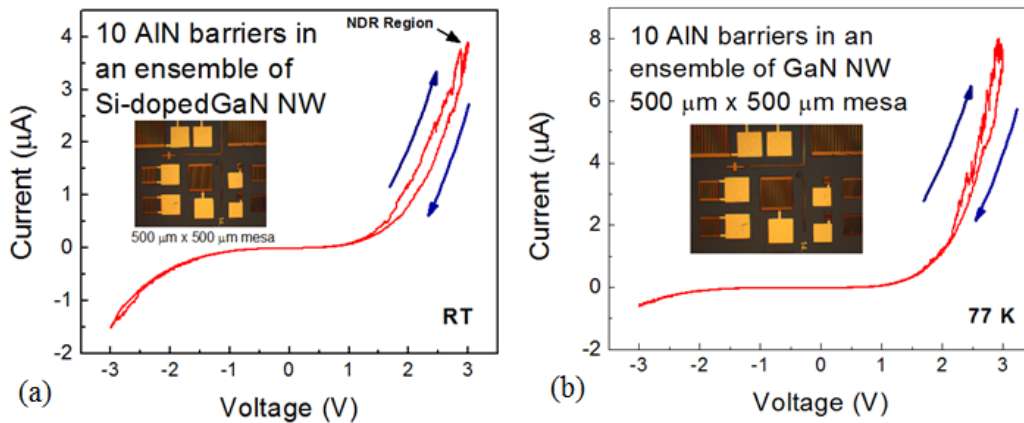 10 AlN barriers in
an ensemble of
Si-dopedGaN NW
NDR Region
500 µm x 500 µm mesa
RT
Current (µA)
4
3
2
1
0
-1
-2
-3 -2 -1 0 1 2 3
Voltage (V)
(a)
10 AlN barriers in an
ensemble of GaN NW
500 µm x 500 µm mesa
77 K
Current (µA)
8
6
4
2
0
-2
-3 -2 -1 0 1 2 3
Voltage (V)
(b)